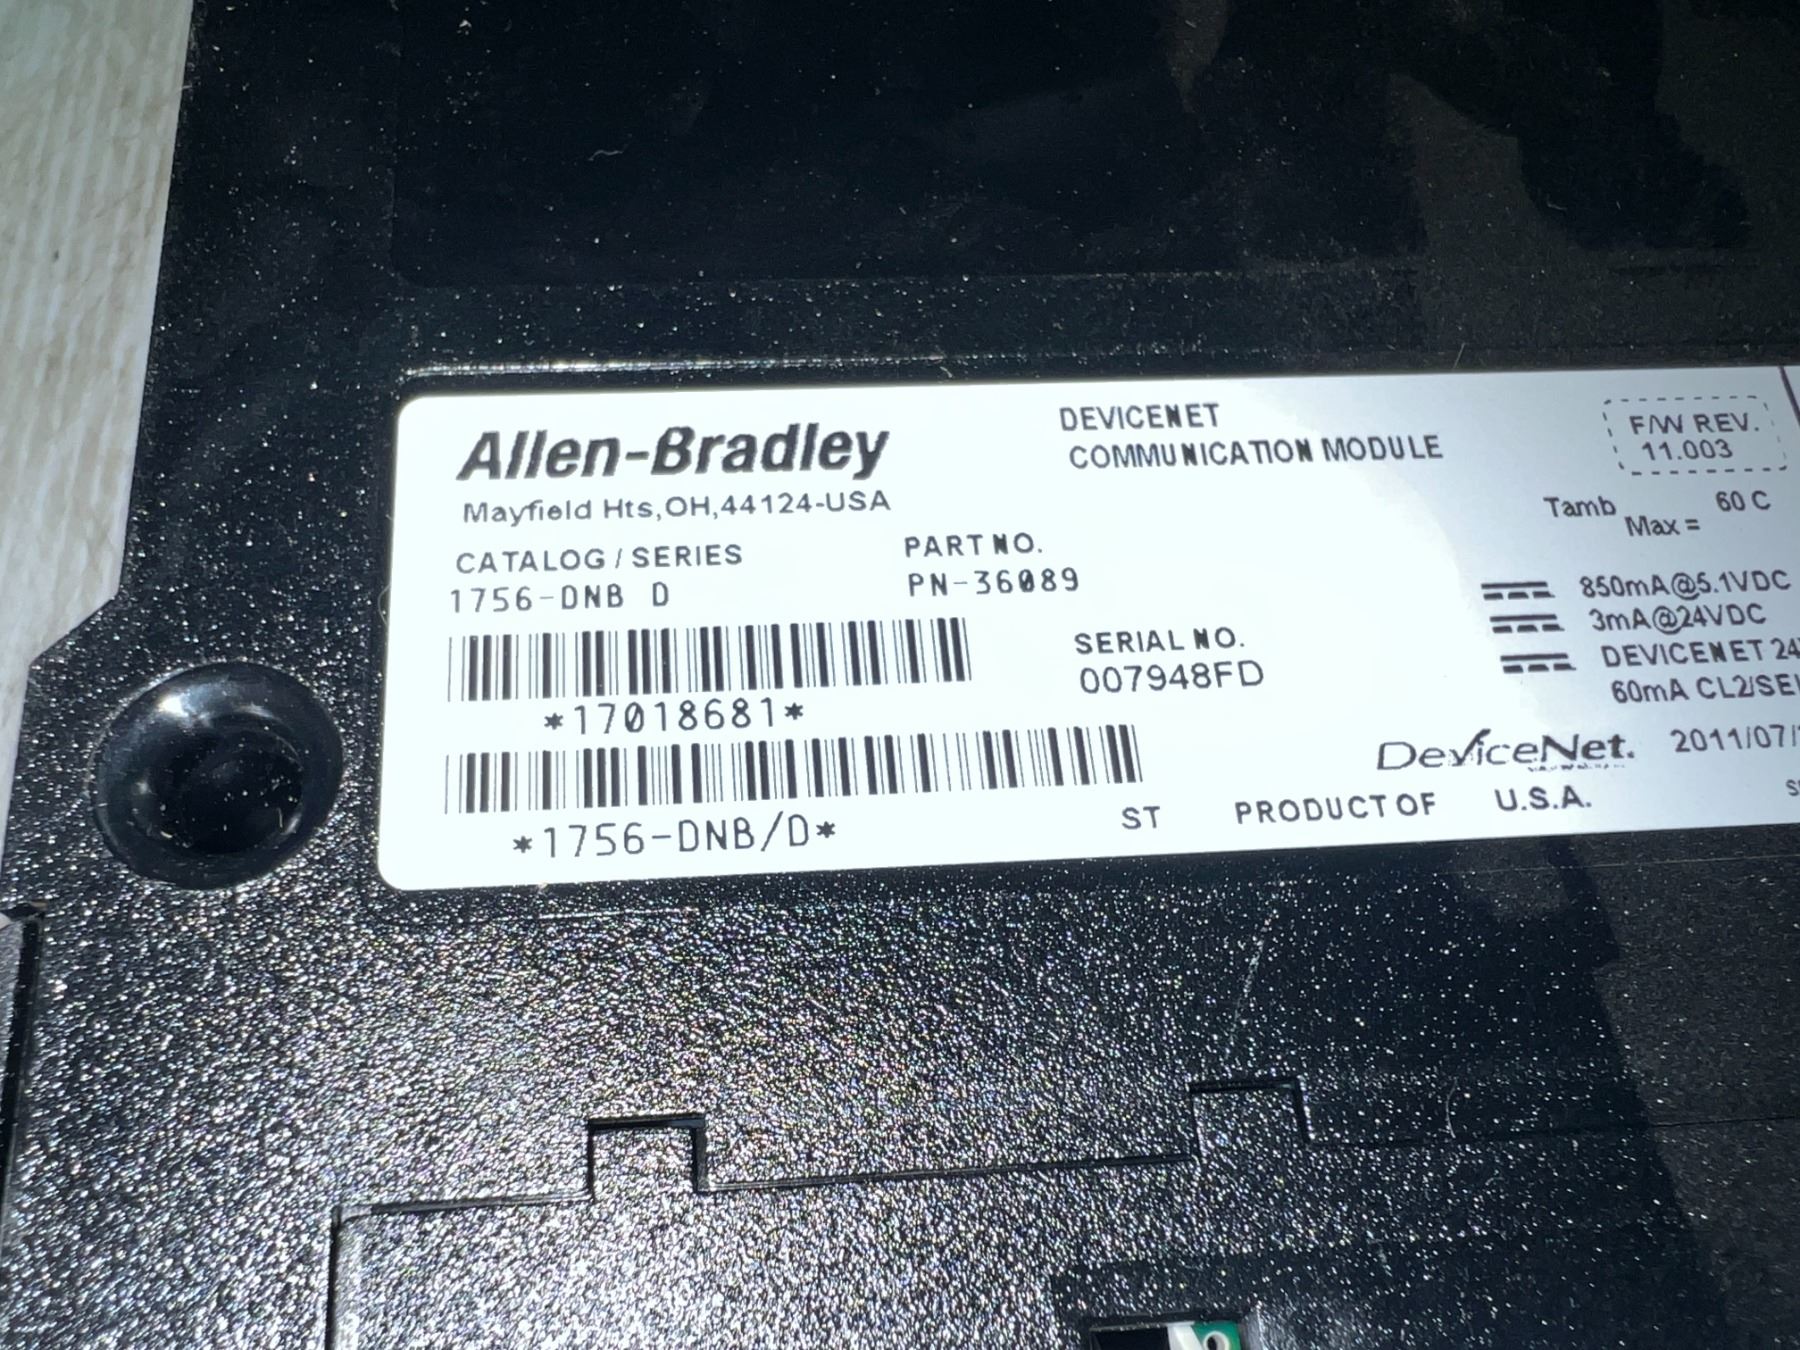 Allen-Bradley
Mayfield Hts,OH,44124-USA
CATALOG / SERIES
1756-DNB D
PART NO.
PN-36089
*17018681*
*1756-DNB/D*
DEVICENET
COMMUNICATION MODULE
SERIAL NO.
007948FD
F/W REV.
11.003
Tamb Max = 60 C
850mA@5.1VDC
3mA@24VDC
DEVICENET
60mA
DeviceNet.
ST PRODUCT OF U.S.A.